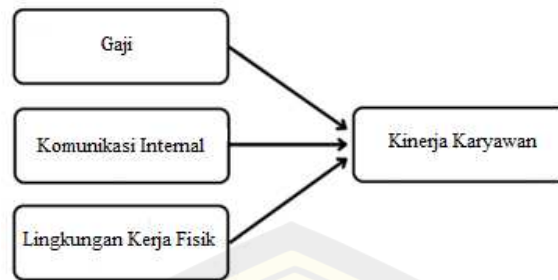 Gaji
Komunikasi Internal
Kinerja Karyawan
Lingkungan Kerja Fisik